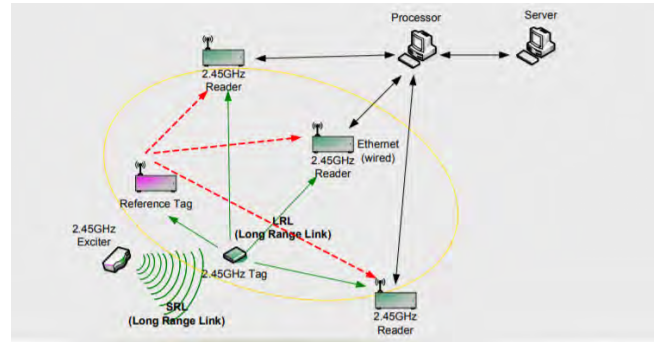 Processor
Server
2.45GHz
Reader
2.45GHz
Reader
Ethernet
(wired)
Reference Tag
LRL
(Long Range Link)
2.45GHz
Exciter
2.45GHz Tag
SRL
(Long Range Link)
2.45GHz
Reader